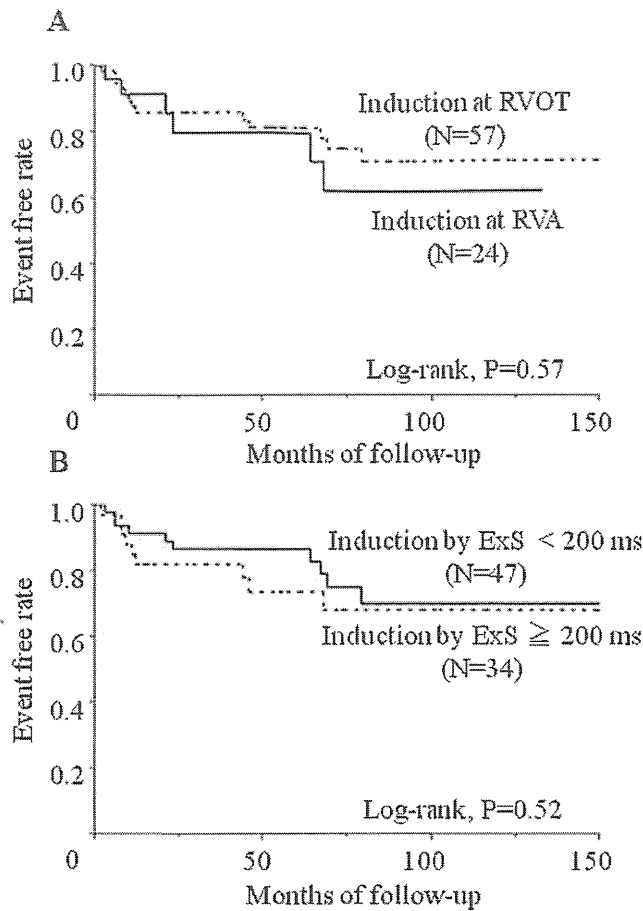 A
1.0
0.8
0.6
0.4
0.2
0
50
100
150
Event free rate
Months of follow-up
Induction at RVOT
(N=57)
Induction at RVA
(N=24)
Log-rank, P=0.57
B
1.0
0.8
0.6
0.4
0.2
0
50
100
150
Event free rate
Months of follow-up
Induction by ExS < 200 ms
(N=47)
Induction by ExS ≧ 200 ms
(N=34)
Log-rank, P=0.52